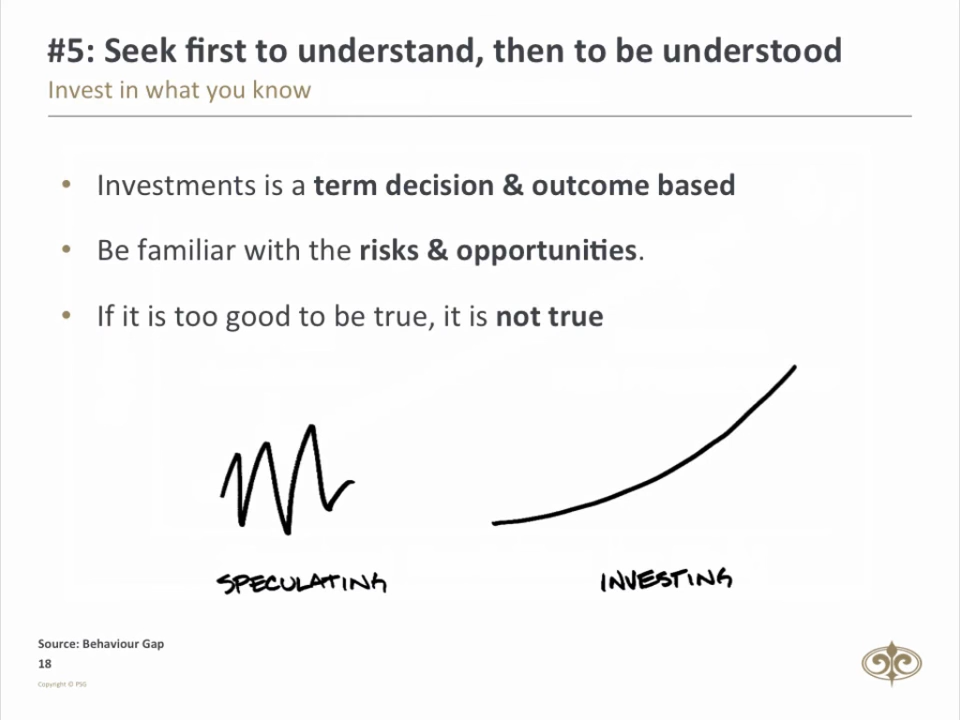 #5: Seek first to understand, then to be understood
Invest in what you know
• Investments is a term decision & outcome based
• Be familiar with the risks & opportunities.
• If it is too good to be true, it is not true
SPECULATING
INVESTING
Source: Behaviour Gap
18
Copyright © PSG